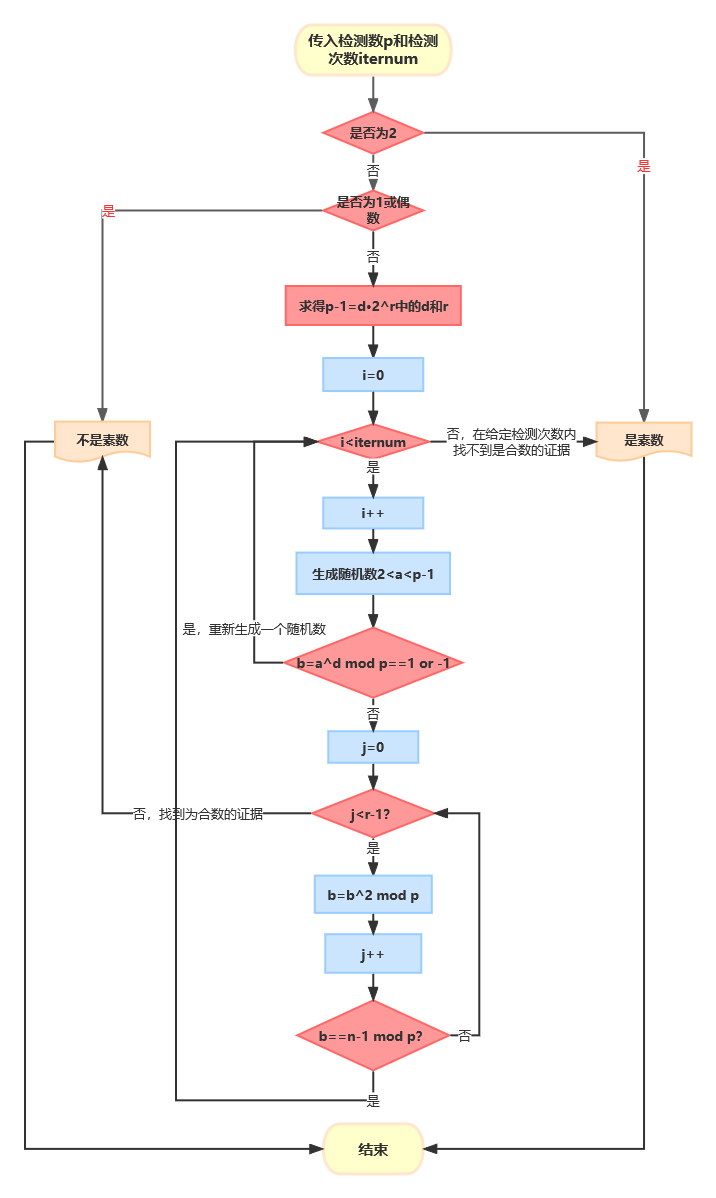 传入检测数p和检测
次数iternum
是否为2
是
否
是否为1或偶
数
是
否
求得p-1=d•2^r中的d和r
i=0
不是素数
i<iternum
否，在给定检测次数内
找不到是合数的证据
是素数
是
i++
生成随机数2<a<p-1
是，重新生成一个随机数
b=a^d mod p==1 or -1
否
j=0
否，找到为合数的证据
j<r-1?
是
b=b^2 mod p
j++
b==n-1 mod p?
否
是
结束